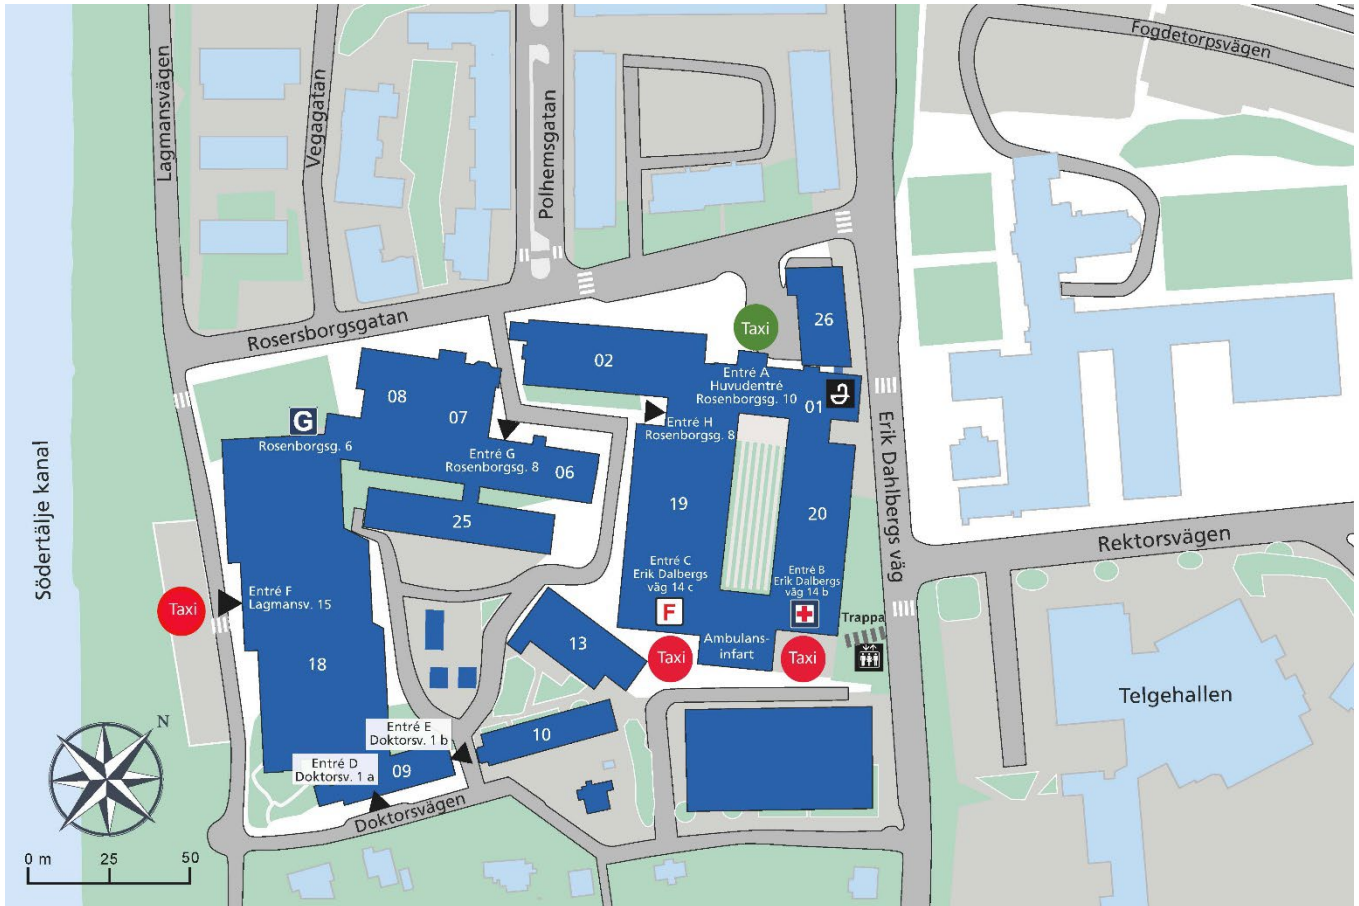 Lagmansvägen
Vegagatan
Polhemsgatan
Fogdetorpsvägen
Rosersborgsgatan
Taxi
26
02
Entré A
Huvudentré
Rosenborgsg. 10
01
08
07
G
Rosenborgsg. 6
Entré H
Rosenborgsg. 8
Entré G
Rosenborgsg. 8
06
Erik Dahlbergs väg
Södertälje kanal
19
20
25
Rektorsvägen
Entré C
Erik Dalbergs
väg 14 c
Entré B
Erik Dalbergs
väg 14 b
Entré F
Lagmansv. 15
Taxi
F
Trappa
13
Ambulans-
infart
Taxi
Taxi
18
Telgehallen
N
Entré E
Doktorsv. 1 b
10
Entré D
Doktorsv. 1 a
09
Doktorsvägen
0 m 25 50